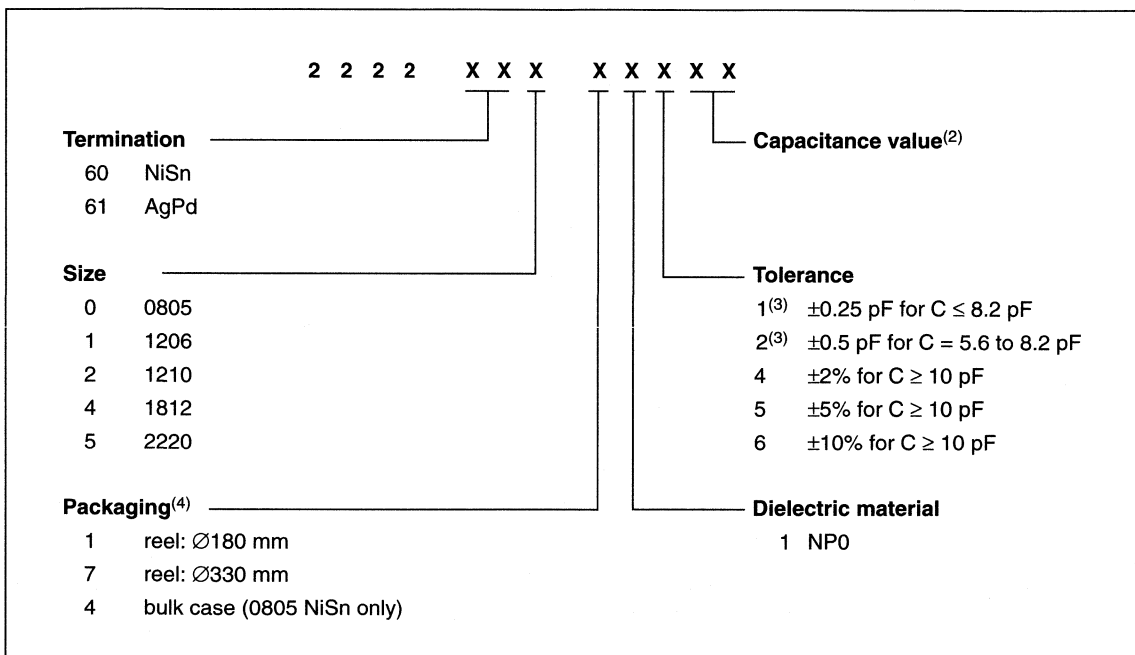 2 2 2 2 X X X X X X X X
Termination
60 NiSn
61 AgPd
Size
0 0805
1 1206
2 1210
4 1812
5 2220
Packaging(4)
1 reel: Ø180 mm
7 reel: Ø330 mm
4 bulk case (0805 NiSn only)
Capacitance value(2)
Tolerance
1(3) ±0.25 pF for C ≤ 8.2 pF
2(3) ±0.5 pF for C = 5.6 to 8.2 pF
4 ±2% for C ≥ 10 pF
5 ±5% for C ≥ 10 pF
6 ±10% for C ≥ 10 pF
Dielectric material
1 NP0